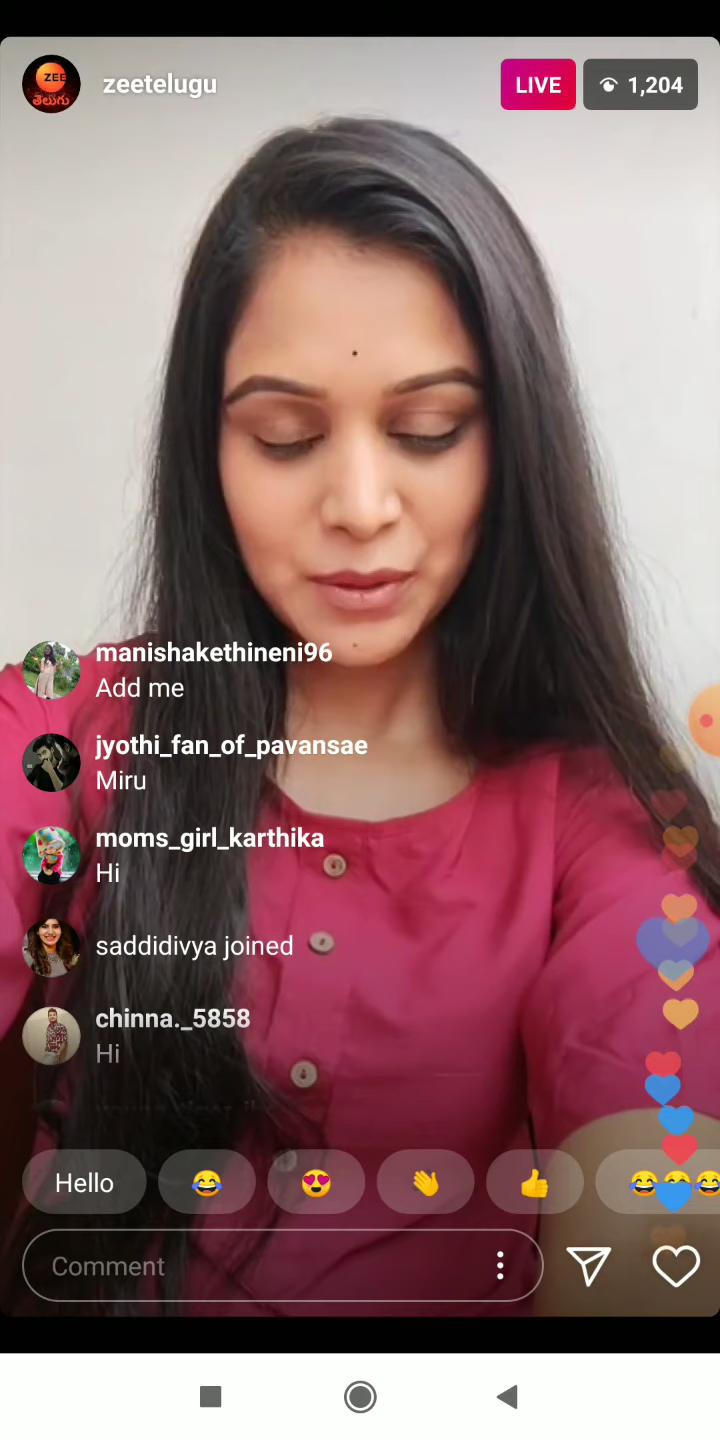 ZEE
తెలుగు
zeetelugu
LIVE
1,204
manishakethineni96
Add me
jyothi_fan_of_pavansae
Miru
moms_girl_karthika
Hi
saddidivya joined
chinna._5858
Hi
Hello
Comment